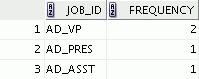 JOB_ID FREQUENCY
1 AD_VP 2
2 AD_PRES 1
3 AD_ASST 1